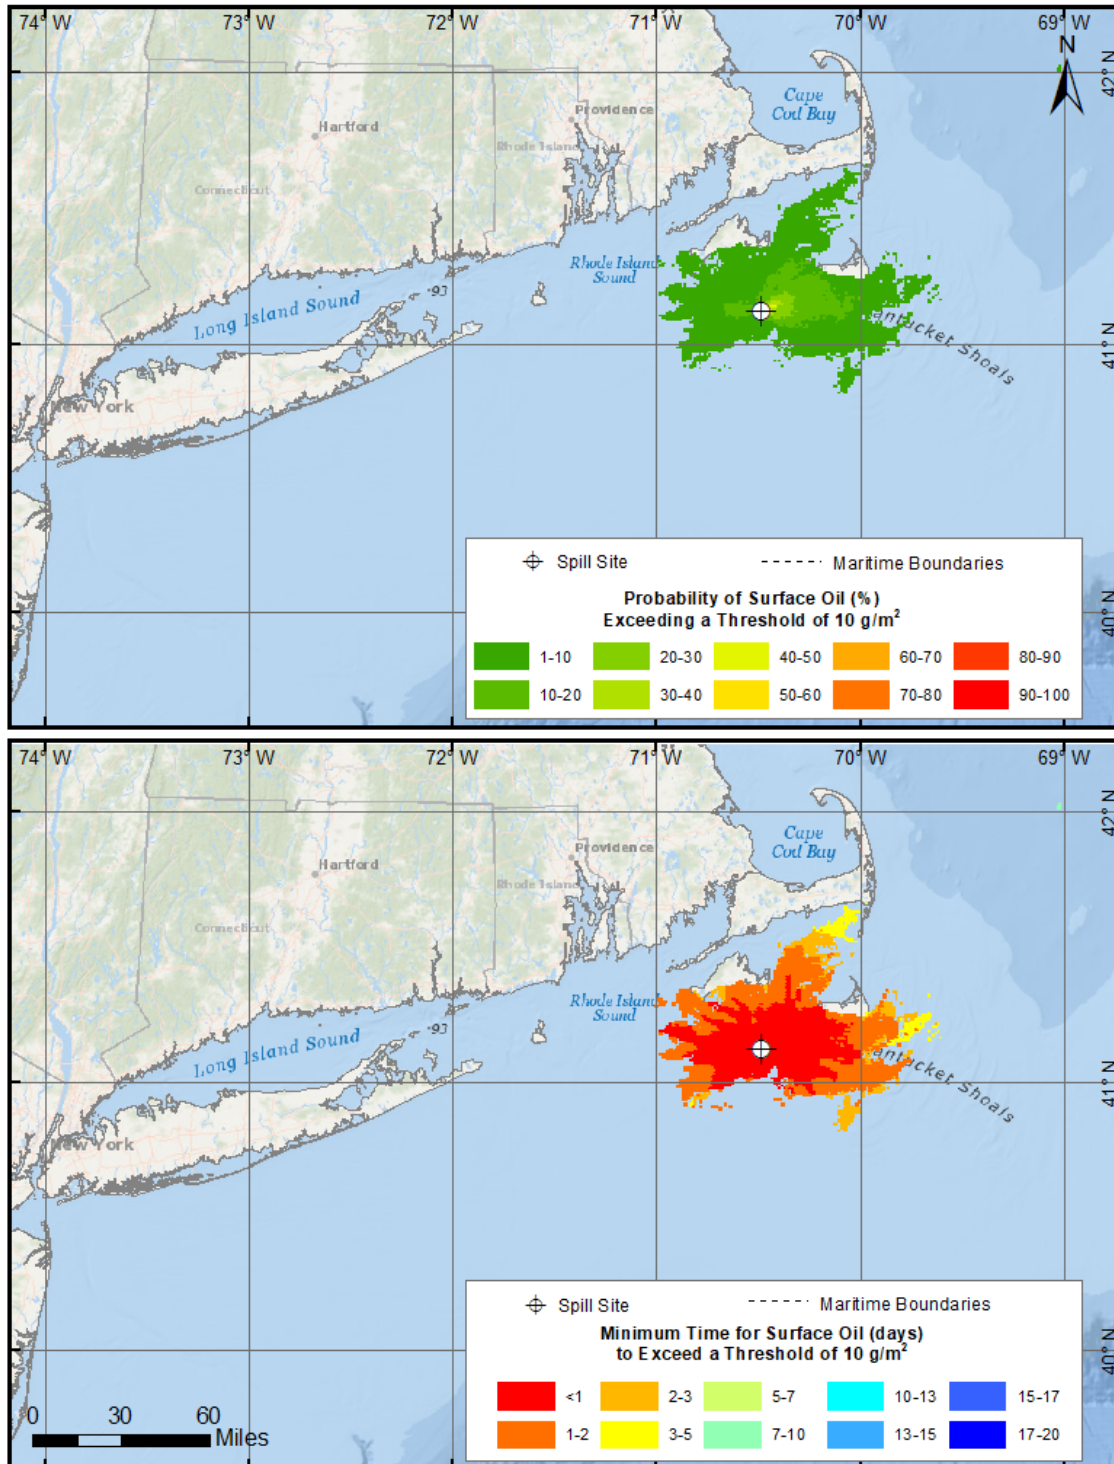 74° W 73° W 72° W 71° W 70° W 69° W
N
42° N
Cape
Cod Bay
Providence
Hartford
Rhode Island
Connecticut
Rhode Island
Sound
93
Long Island Sound
antucket Shoals
41° N
New York
Spill Site
Maritime Boundaries
Probability of Surface Oil (%)
Exceeding a Threshold of 10 g/m²
1-10 20-30 40-50 60-70 80-90
10-20 30-40 50-60 70-80 90-100
40° N
74° W 73° W 72° W 71° W 70° W 69° W
42° N
Cape
Cod Bay
Providence
Hartford
Rhode Island
Connecticut
Rhode Island
Sound
93
Long Island Sound
antucket Shoals
41° N
New York
Spill Site
Maritime Boundaries
Minimum Time for Surface Oil (days)
to Exceed a Threshold of 10 g/m²
<1 2-3 5-7 10-13 15-17
1-2 3-5 7-10 13-15 17-20
40° N
0 30 60
Miles